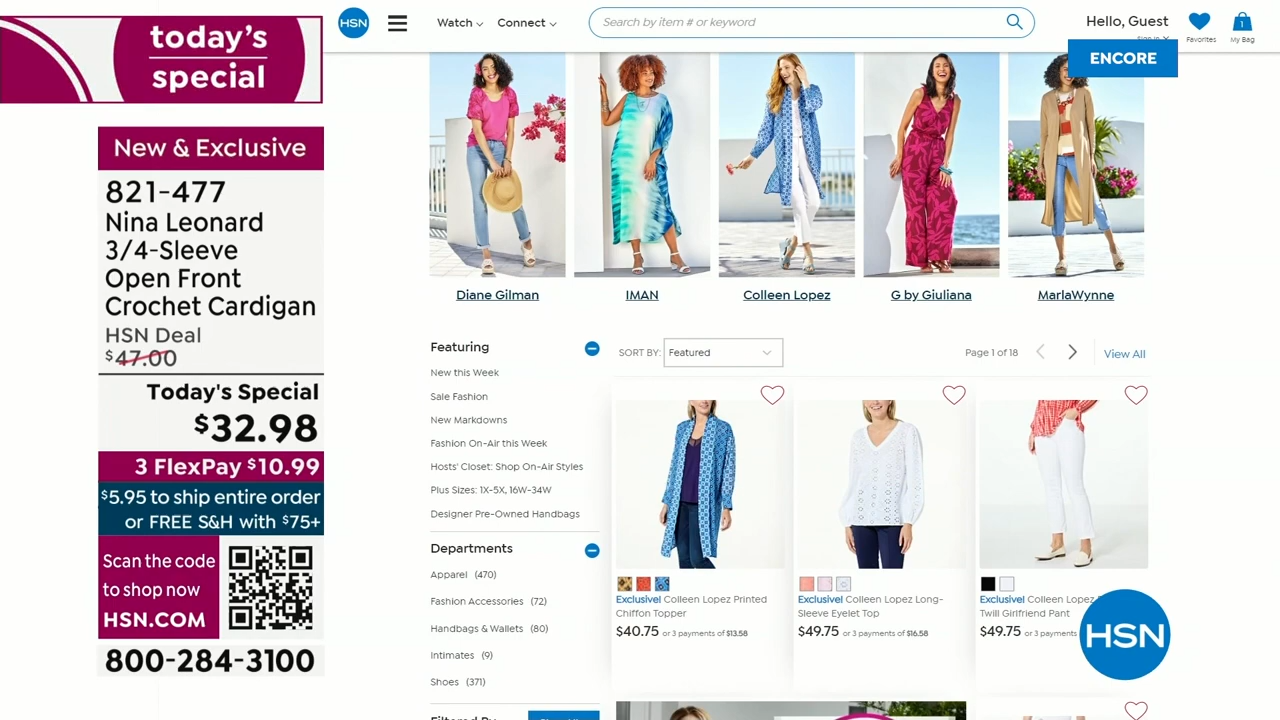 today's
special
New & Exclusive
821-477
Nina Leonard
3/4-Sleeve
Open Front
Crochet Cardigan
HSN Deal
$47.00
Today's Special
$32.98
3 FlexPay $10.99
$5.95 to ship entire order
or FREE S&H with $75+
Scan the code
to shop now
HSN.COM
800-284-3100
HSN
Watch
Connect
Search by item # or keyword
Hello, Guest
Sign In
Favorites
1
My Bag
ENCORE
Diane Gilman
IMAN
Colleen Lopez
G by Giuliana
MarlaWynne
Featuring
New this Week
Sale Fashion
New Markdowns
Fashion On-Air this Week
Hosts' Closet: Shop On-Air Styles
Plus Sizes: 1X-5X, 16W-34W
Designer Pre-Owned Handbags
Departments
Apparel (470)
Fashion Accessories (72)
Handbags & Wallets (80)
Intimates (9)
Shoes (371)
SORT BY: Featured
Page 1 of 18
View All
Exclusive! Colleen Lopez Printed
Chiffon Topper
$40.75 or 3 payments of $13.58
Exclusive! Colleen Lopez Long-
Sleeve Eyelet Top
$49.75 or 3 payments of $16.58
Exclusive! Colleen Lopez
Twill Girlfriend Pant
$49.75 or 3 payments
HSN